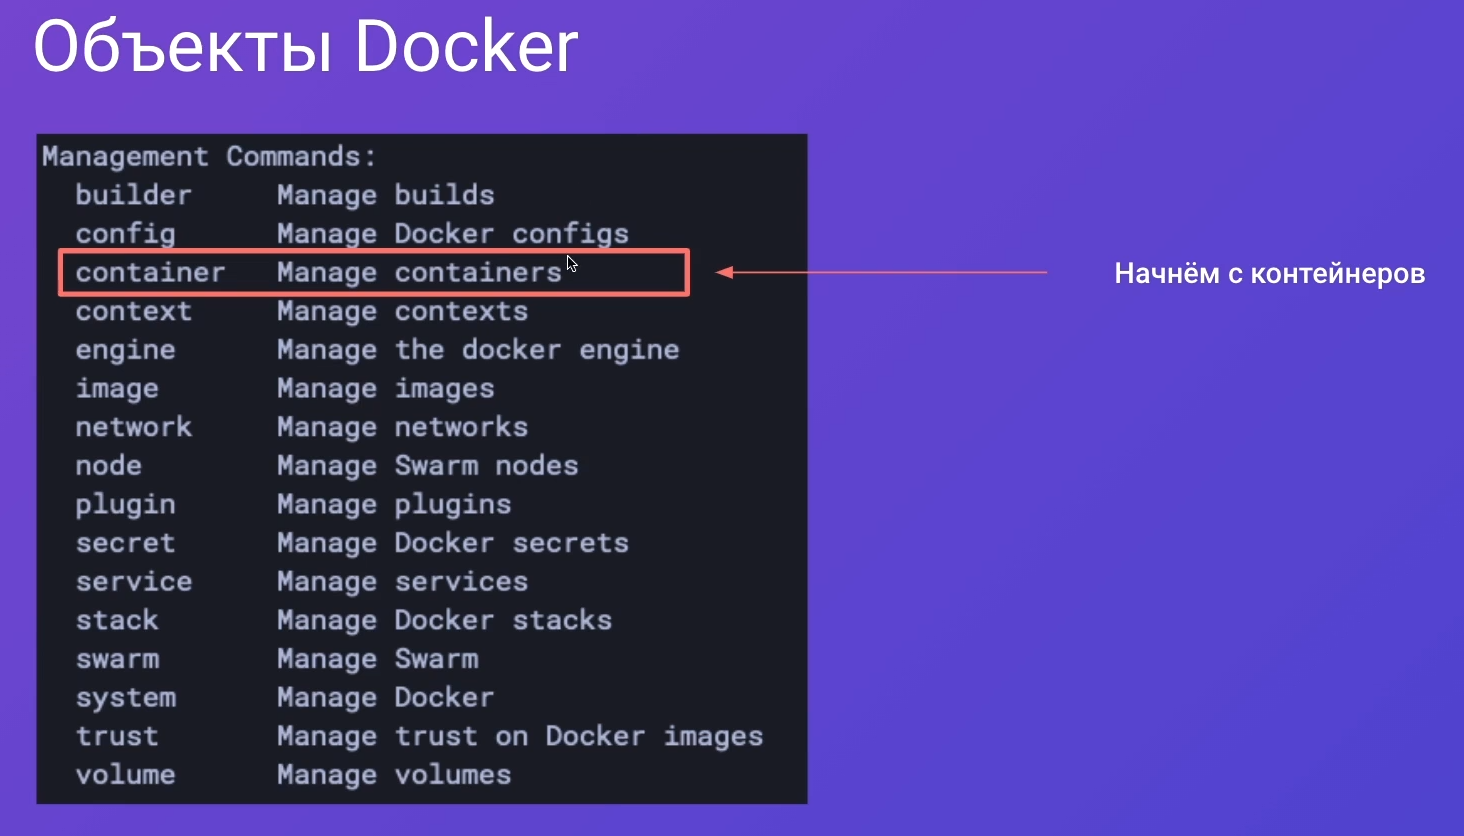 Объекты Docker
Management Commands:
builder Manage builds
config Manage Docker configs
container Manage containers
Начнём с контейнеров
context Manage contexts
engine Manage the docker engine
image Manage images
network Manage networks
node Manage Swarm nodes
plugin Manage plugins
secret Manage Docker secrets
service Manage services
stack Manage Docker stacks
swarm Manage Swarm
system Manage Docker
trust Manage trust on Docker images
volume Manage volumes